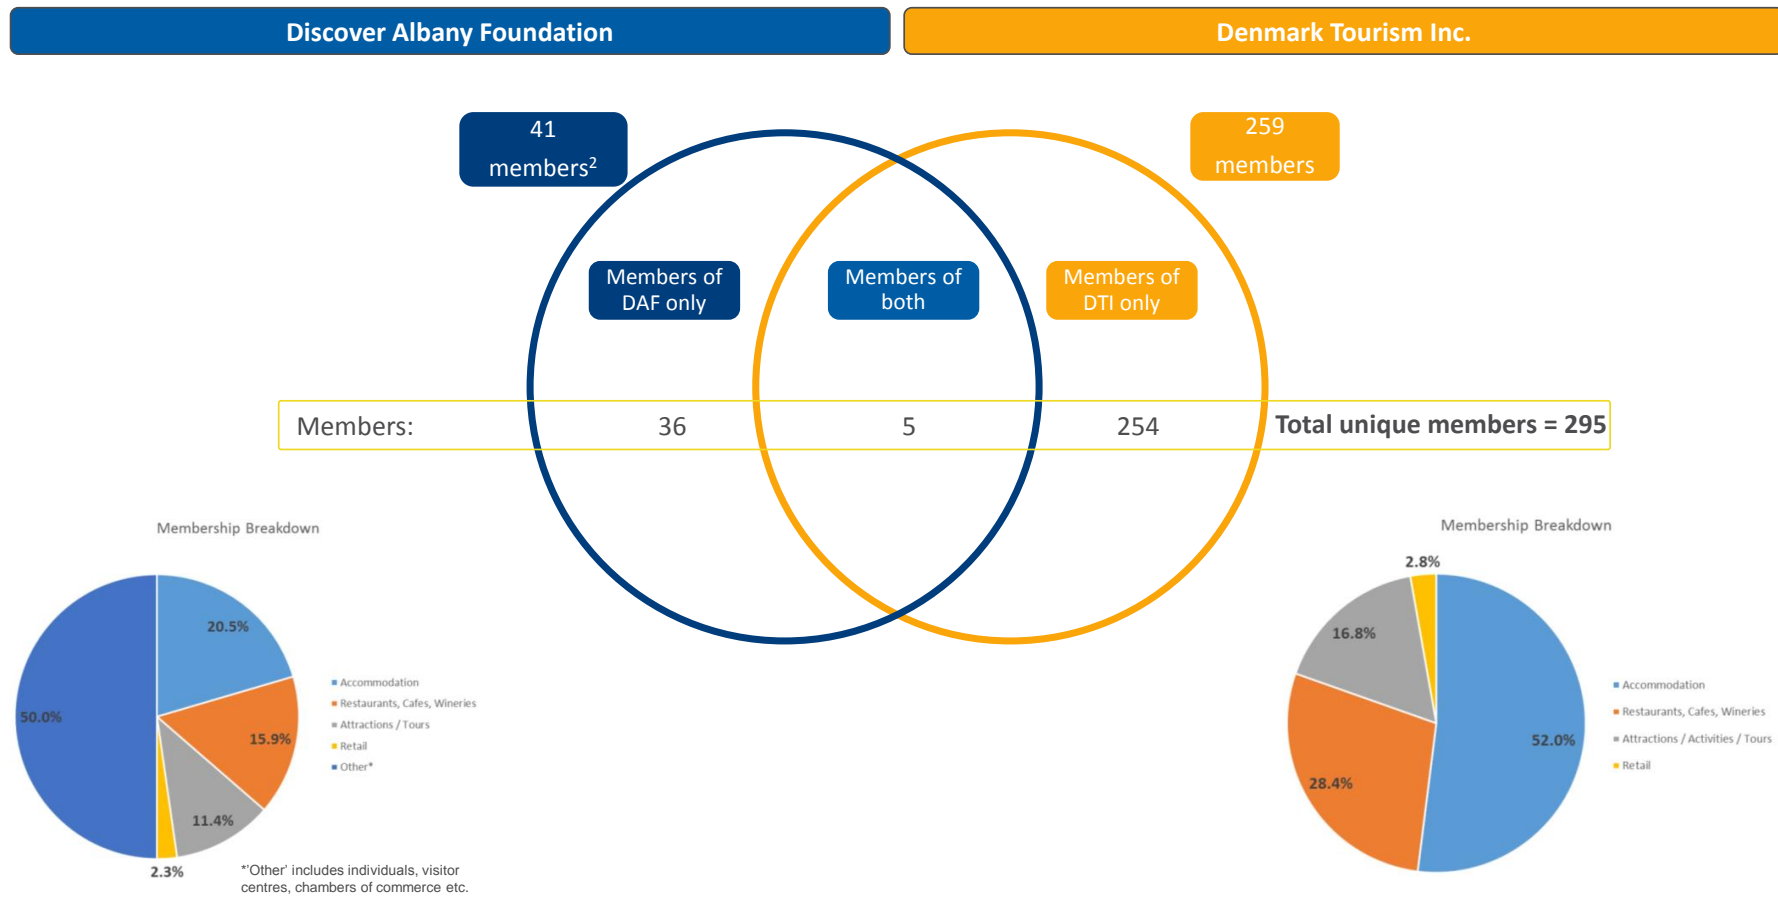 Discover Albany Foundation
Denmark Tourism Inc.
41
members²
259
members
Members of
DAF only
Members of
both
Members of
DTI only
Members: 36 5 254 Total unique members = 295
Membership Breakdown
20.5%
50.0%
15.9%
11.4%
2.3%
Accommodation
Restaurants, Cafes, Wineries
Attractions / Tours
Retail
Other*
*'Other' includes individuals, visitor
centres, chambers of commerce etc.
Membership Breakdown
2.8%
16.8%
52.0%
28.4%
Accommodation
Restaurants, Cafes, Wineries
Attractions / Activities / Tours
Retail